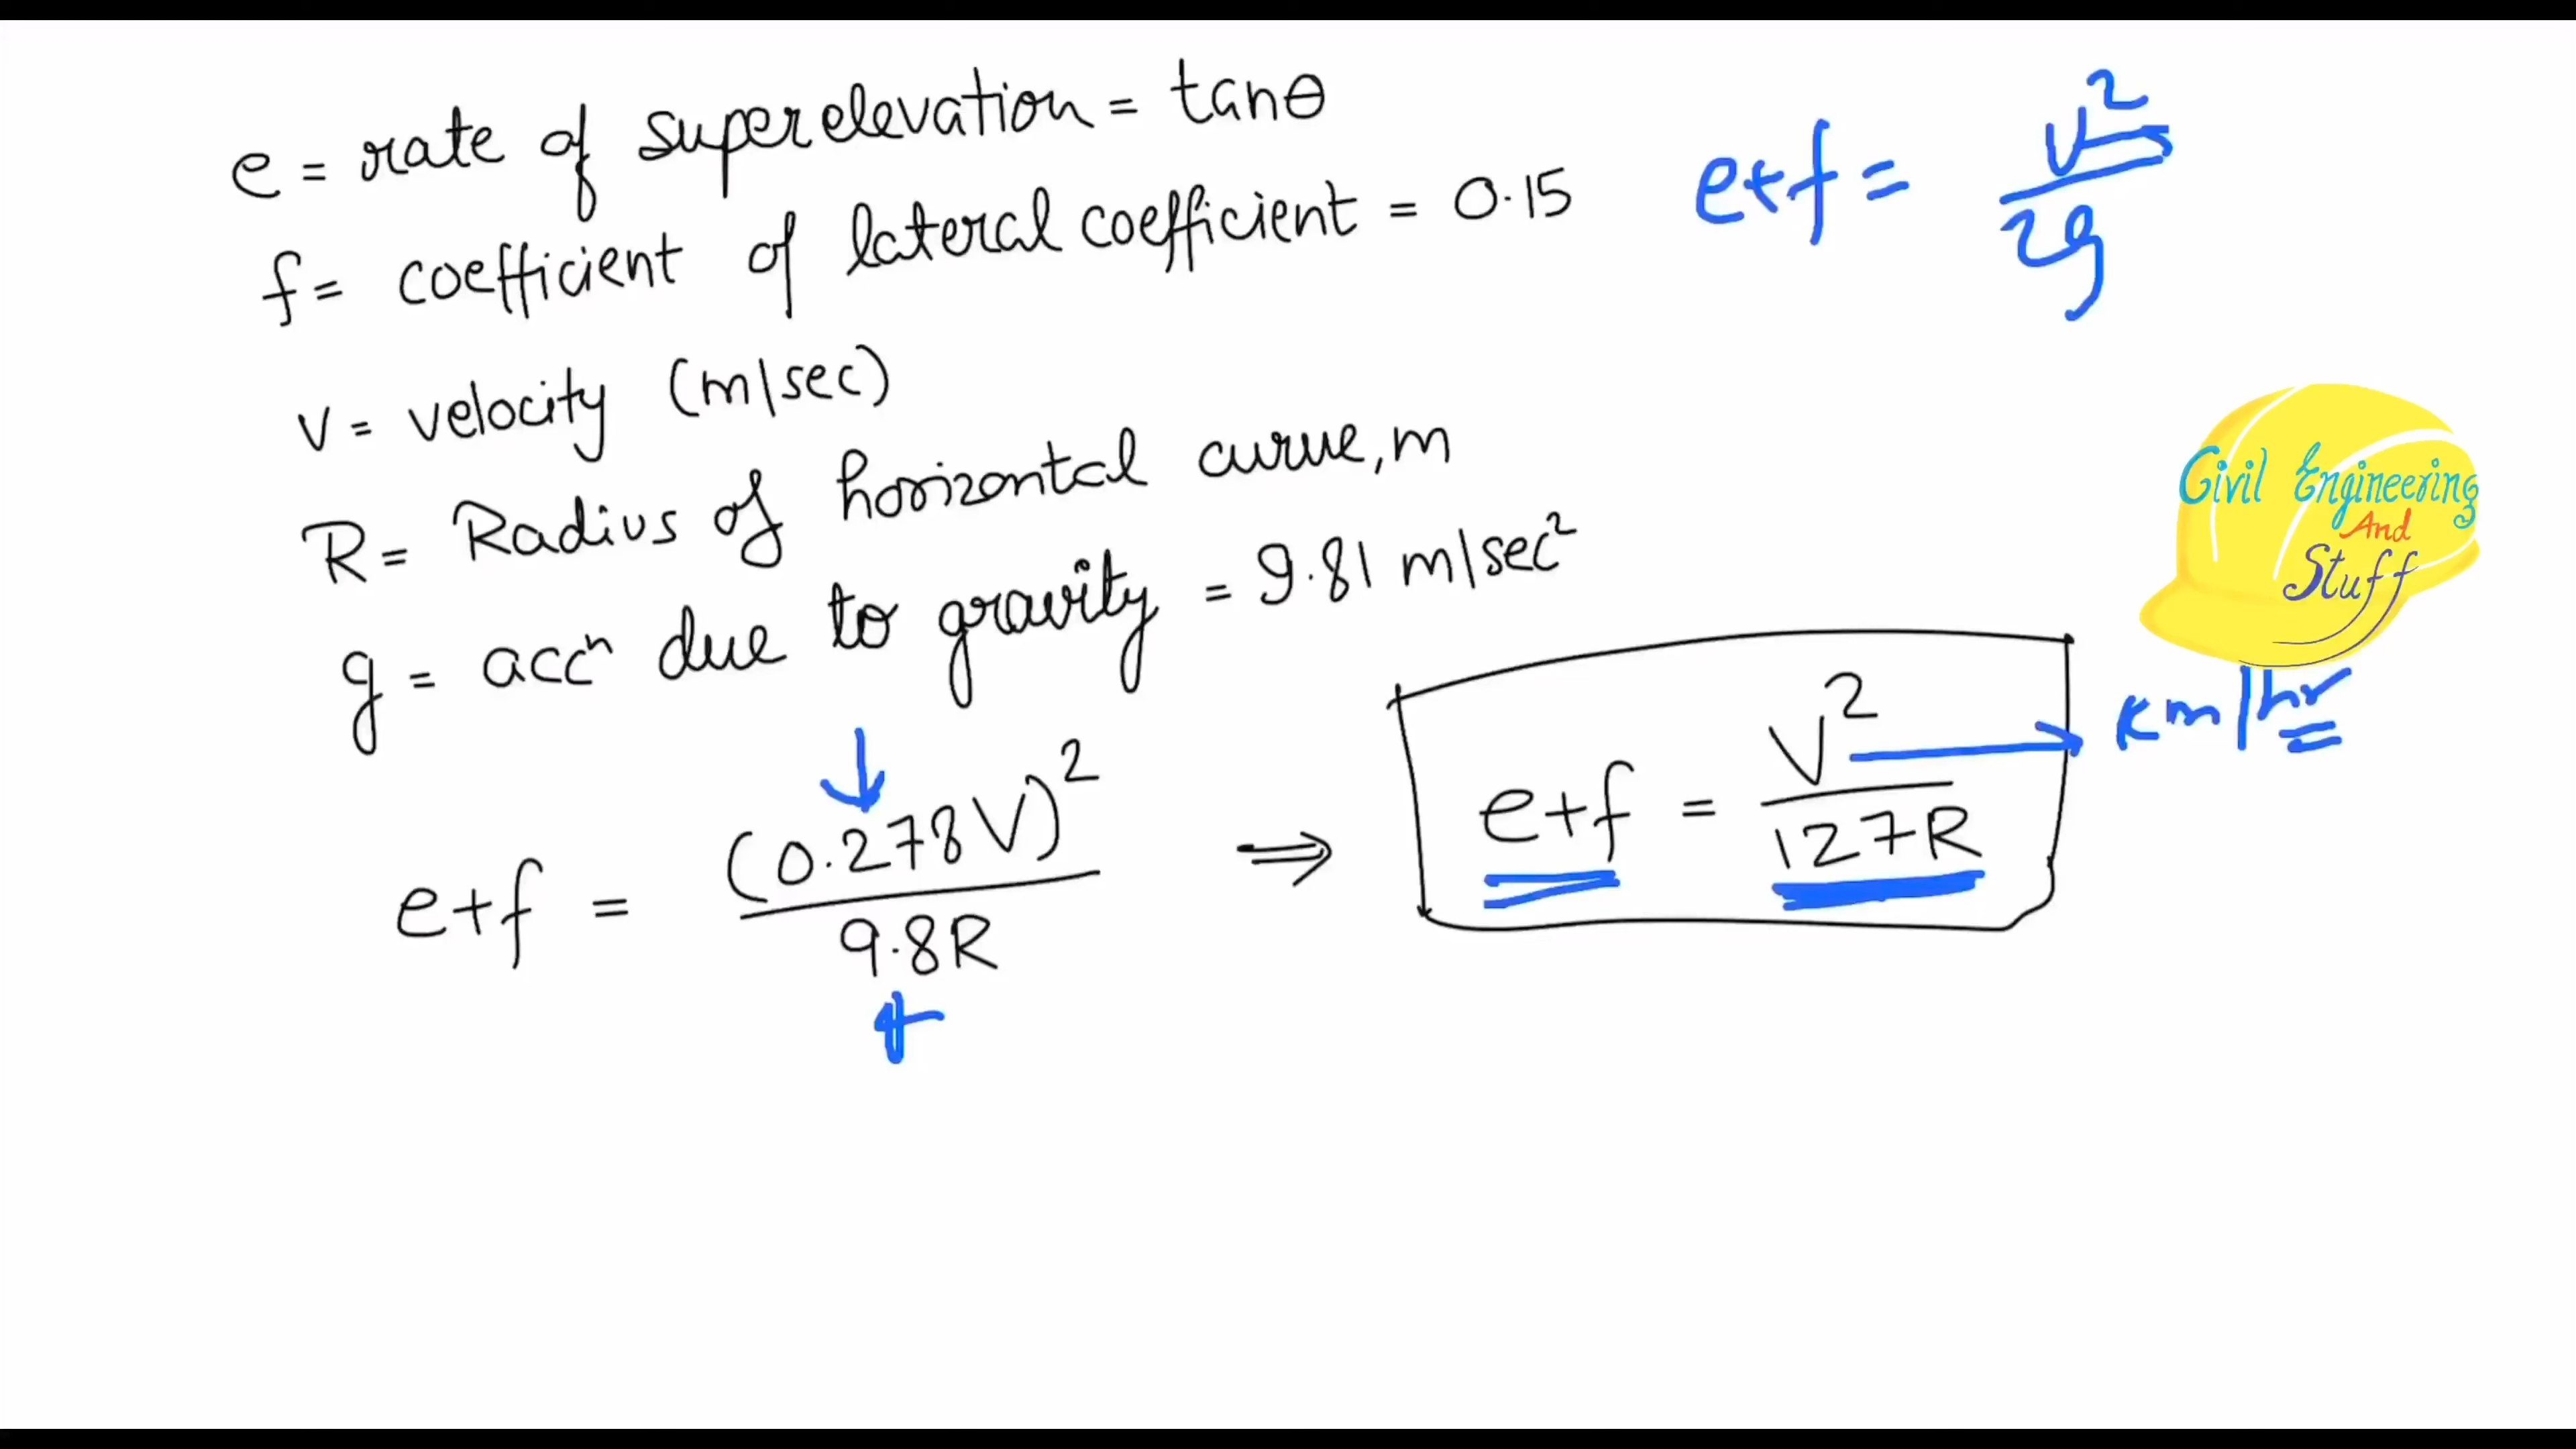 e = rate of superelevation = tanθ
e+f = v²/2g
f = coefficient of lateral coefficient = 0.15
v = velocity (m/sec)
R = Radius of horizontal curve, m
Civil Engineering
And
Stuff
g = accⁿ due to gravity = 9.81 m/sec²
km/hr
e+f = (0.278V)²/9.8R ⇒ e+f = V²/127R